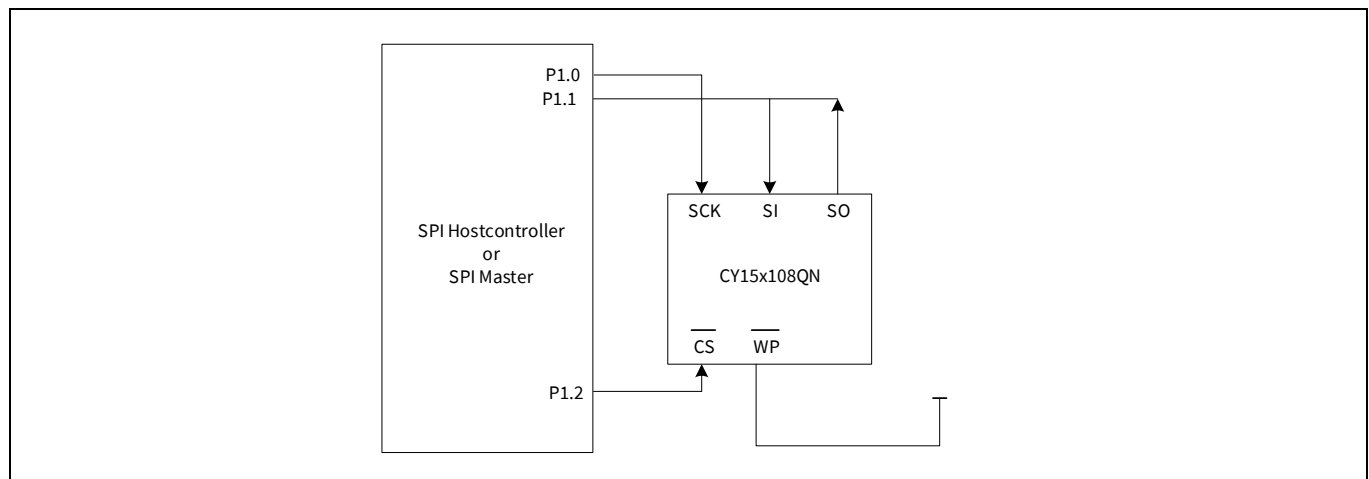 P1.0
P1.1
SCK SI SO
SPI Hostcontroller
or
SPI Master
CY15x108QN
CS WP
P1.2